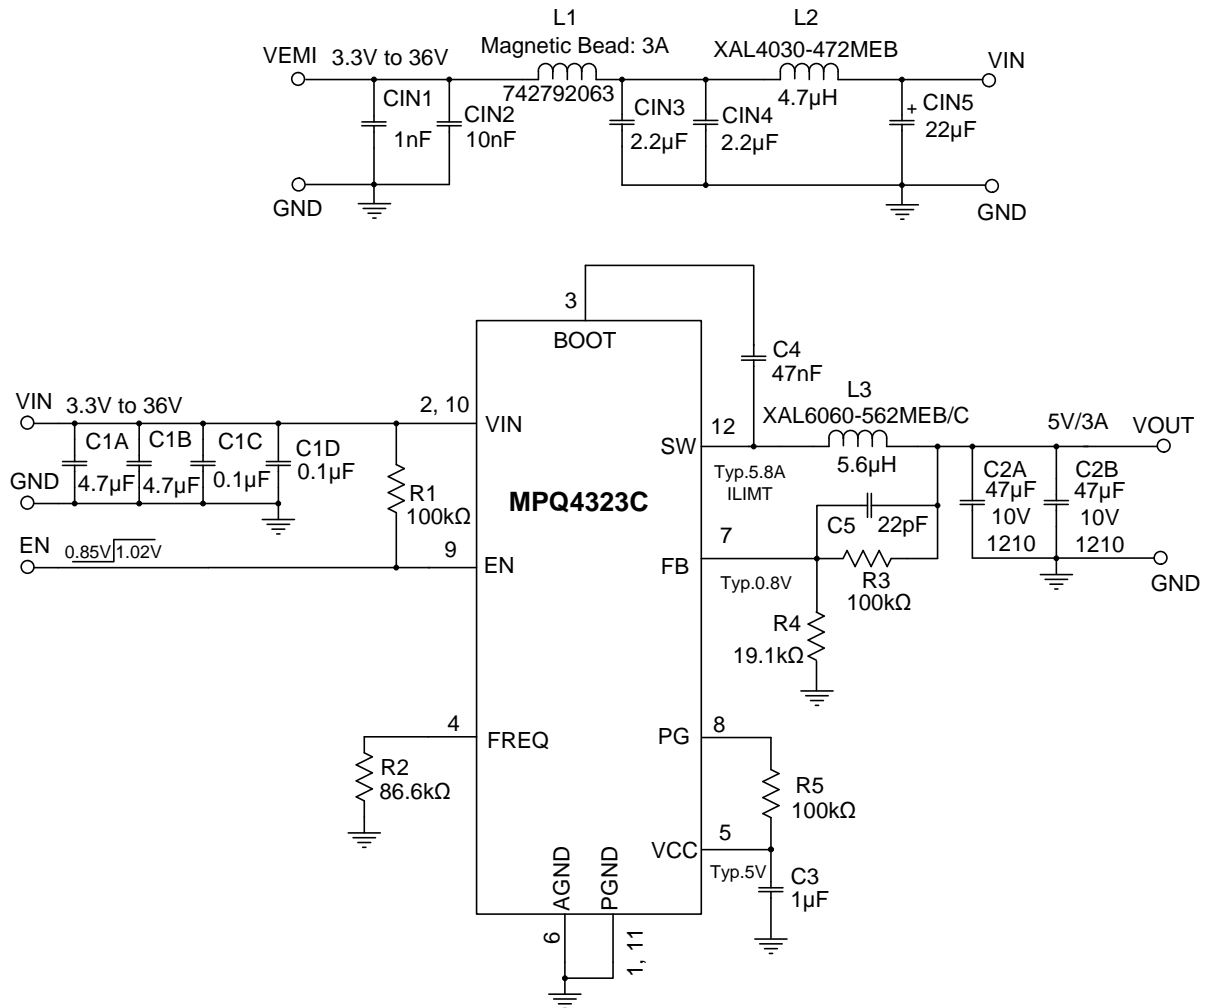 L1
L2
Magnetic Bead: 3A
XAL4030-472MEB
VEMI
3.3V to 36V
VIN
742792063
4.7µH
CIN1
1nF
CIN2
10nF
CIN3
2.2µF
CIN4
2.2µF
+
CIN5
22µF
GND
GND
3
BOOT
C4
47nF
VIN
3.3V to 36V
2, 10
VIN
C1A
4.7µF
C1B
4.7µF
C1C
0.1µF
C1D
0.1µF
GND
R1
100kΩ
EN
0.85V
1.02V
9
EN
MPQ4323C
SW
12
Typ.5.8A
ILIMT
L3
XAL6060-562MEB/C
5.6µH
5V/3A
VOUT
C2A
47µF
10V
1210
C2B
47µF
10V
1210
GND
C5
22pF
7
FB
Typ.0.8V
R3
100kΩ
R4
19.1kΩ
4
FREQ
R2
86.6kΩ
PG
8
R5
100kΩ
VCC
5
Typ.5V
C3
1µF
AGND
PGND
6
1, 11